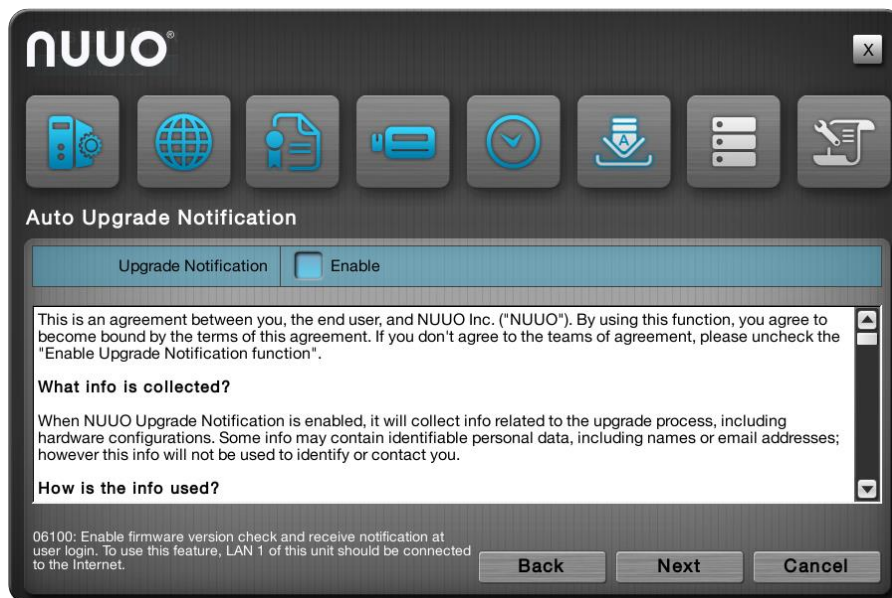 nuuo®
X
A
Auto Upgrade Notification
Upgrade Notification Enable
This is an agreement between you, the end user, and NUUO Inc. ("NUUO"). By using this function, you agree to
become bound by the terms of this agreement. If you don't agree to the teams of agreement, please uncheck the
"Enable Upgrade Notification function".
What info is collected?
When NUUO Upgrade Notification is enabled, it will collect info related to the upgrade process, including
hardware configurations. Some info may contain identifiable personal data, including names or email addresses;
however this info will not be used to identify or contact you.
How is the info used?
06100: Enable firmware version check and receive notification at
user login. To use this feature, LAN 1 of this unit should be connected
to the Internet.
Back Next Cancel